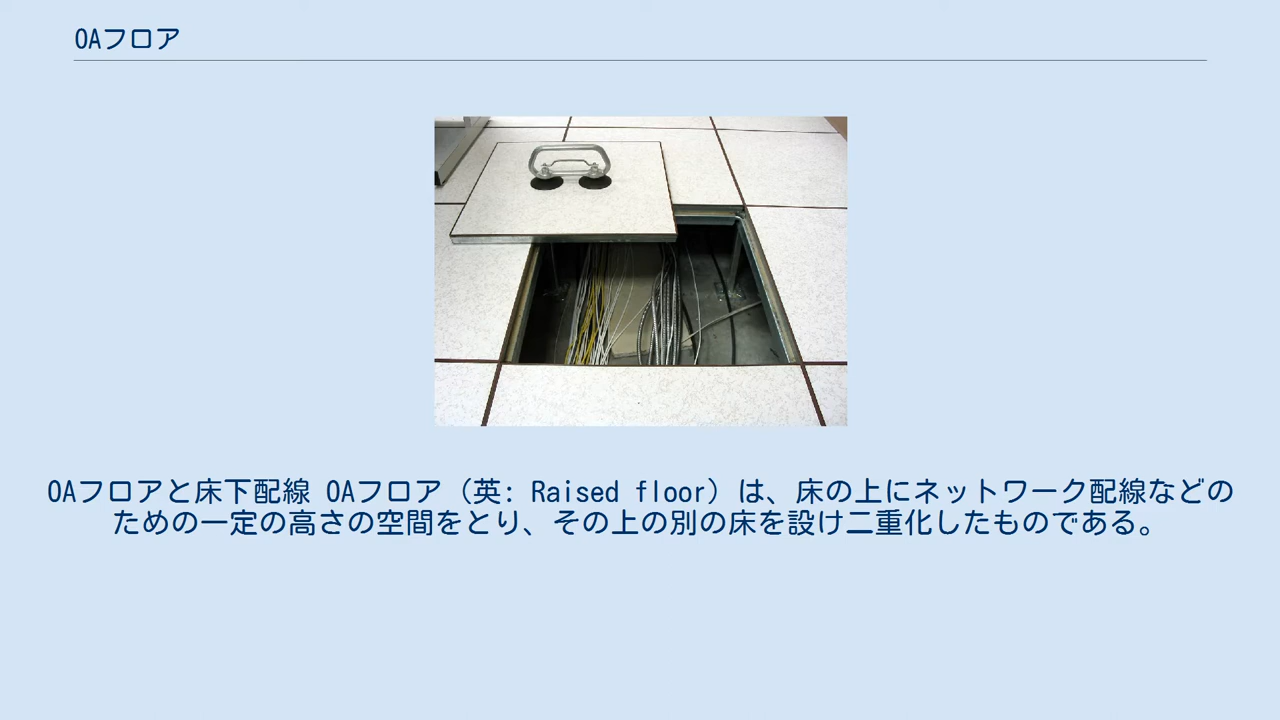 OAフロア
OAフロアと床下配線 OAフロア（英: Raised floor）は、床の上にネットワーク配線などの
ための一定の高さの空間をとり、その上の別の床を設け二重化したものである。